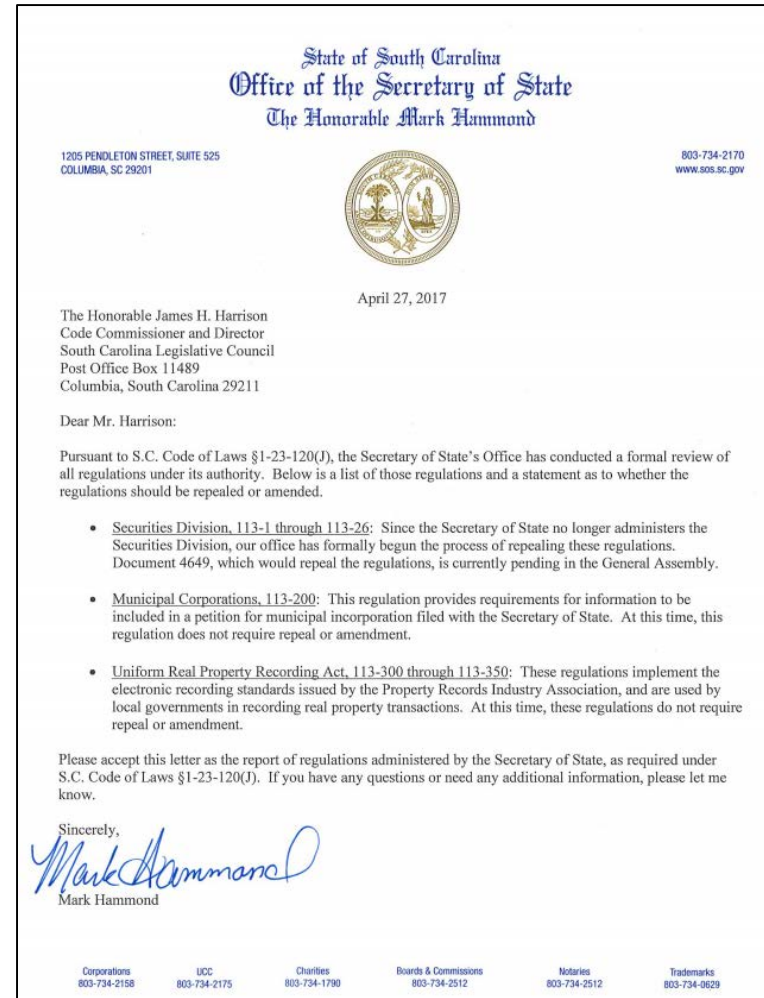 State of South Carolina
Office of the Secretary of State
The Honorable Mark Hammond
1205 PENDLETON STREET, SUITE 525
COLUMBIA, SC 29201
803-734-2170
www.sos.sc.gov
April 27, 2017
The Honorable James H. Harrison
Code Commissioner and Director
South Carolina Legislative Council
Post Office Box 11489
Columbia, South Carolina 29211
Dear Mr. Harrison:
Pursuant to S.C. Code of Laws §1-23-120(J), the Secretary of State's Office has conducted a formal review of
all regulations under its authority.  Below is a list of those regulations and a statement as to whether the
regulations should be repealed or amended.
• Securities Division, 113-1 through 113-26:  Since the Secretary of State no longer administers the
Securities Division, our office has formally begun the process of repealing these regulations.
Document 4649, which would repeal the regulations, is currently pending in the General Assembly.
• Municipal Corporations, 113-200:  This regulation provides requirements for information to be
included in a petition for municipal incorporation filed with the Secretary of State.  At this time, this
regulation does not require repeal or amendment.
• Uniform Real Property Recording Act, 113-300 through 113-350:  These regulations implement the
electronic recording standards issued by the Property Records Industry Association, and are used by
local governments in recording real property transactions.  At this time, these regulations do not require
repeal or amendment.
Please accept this letter as the report of regulations administered by the Secretary of State, as required under
S.C. Code of Laws §1-23-120(J).  If you have any questions or need any additional information, please let me
know.
Sincerely,
Mark Hammond
Mark Hammond
Corporations UCC Charities Boards & Commissions Notaries Trademarks
803-734-2158 803-734-2175 803-734-1790 803-734-2512 803-734-2512 803-734-0629